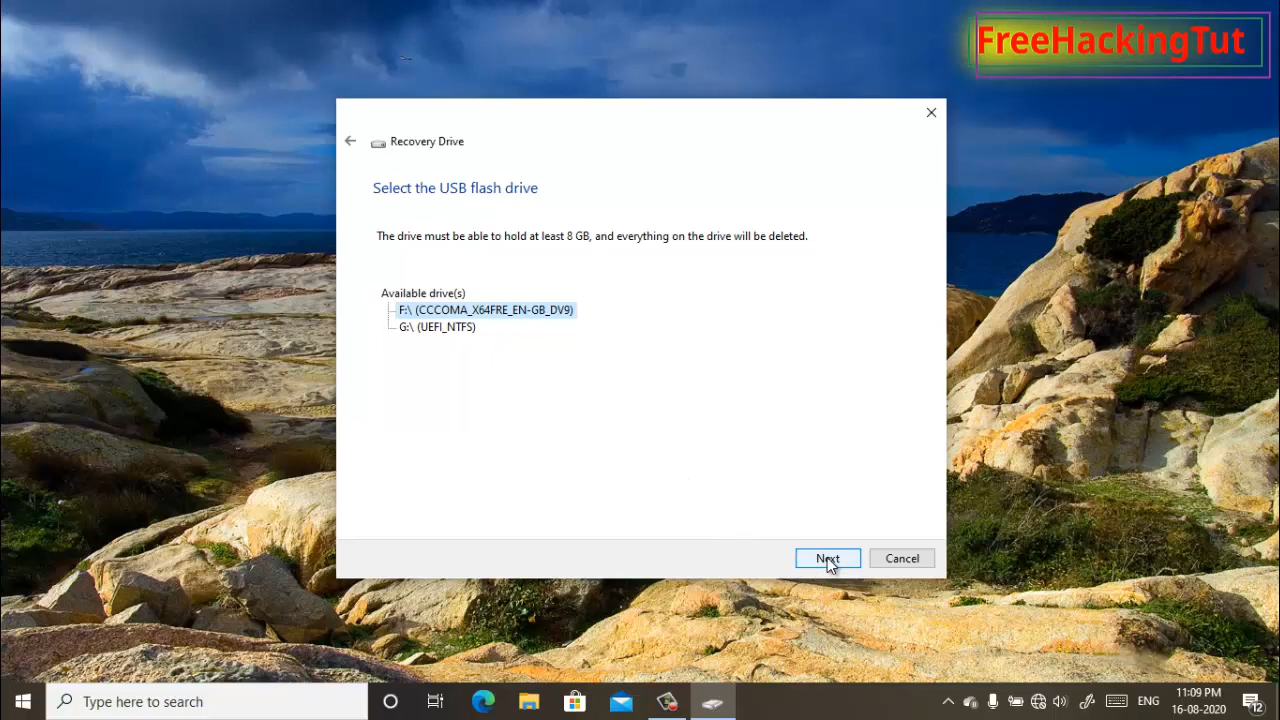 FreeHackingTut
Recovery Drive
Select the USB flash drive
The drive must be able to hold at least 8 GB, and everything on the drive will be deleted.
Available drive(s)
F:\ (CCCOMA_X64FRE_EN-GB_DV9)
G:\ (UEFI_NTFS)
Next
Cancel
Type here to search
ENG
11:09 PM
16-08-2020
12